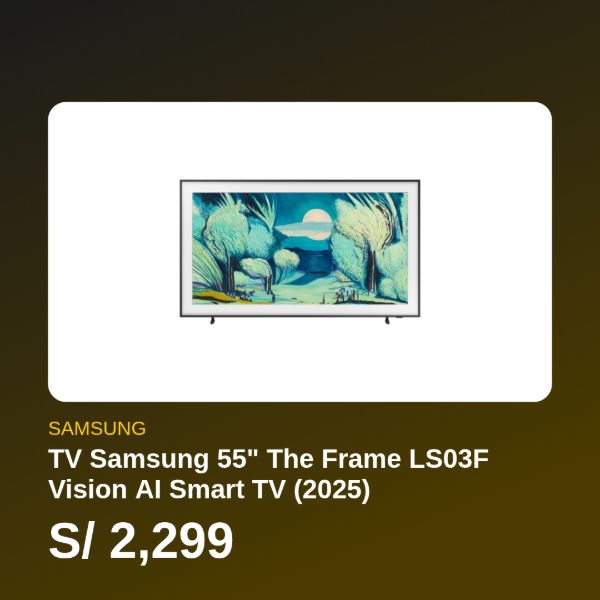 SAMSUNG
TV Samsung 55" The Frame LS03F
Vision AI Smart TV (2025)
S/ 2,299